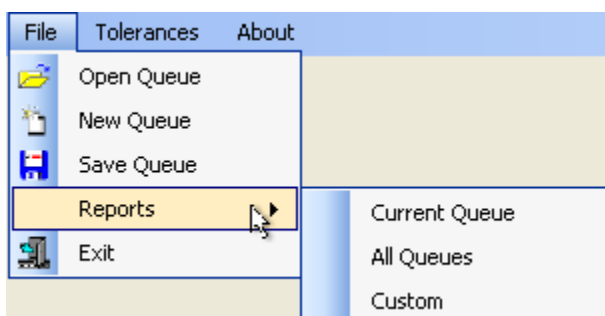 File Tolerances About
Open Queue
New Queue
Save Queue
Reports
Exit
Current Queue
All Queues
Custom